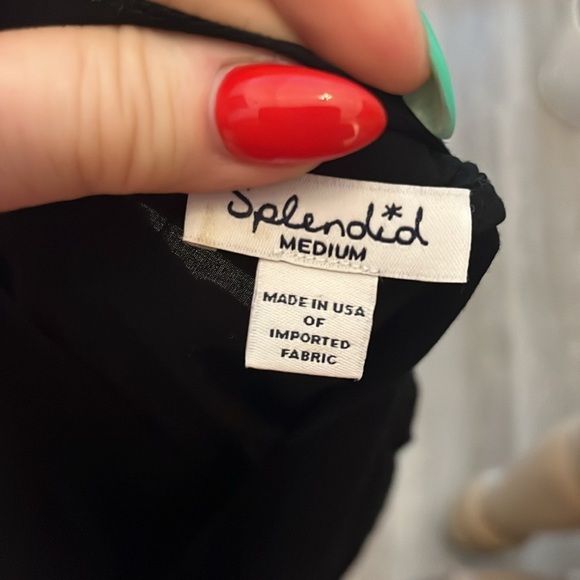 Splendid
MEDIUM
MADE IN USA
OF
IMPORTED
FABRIC